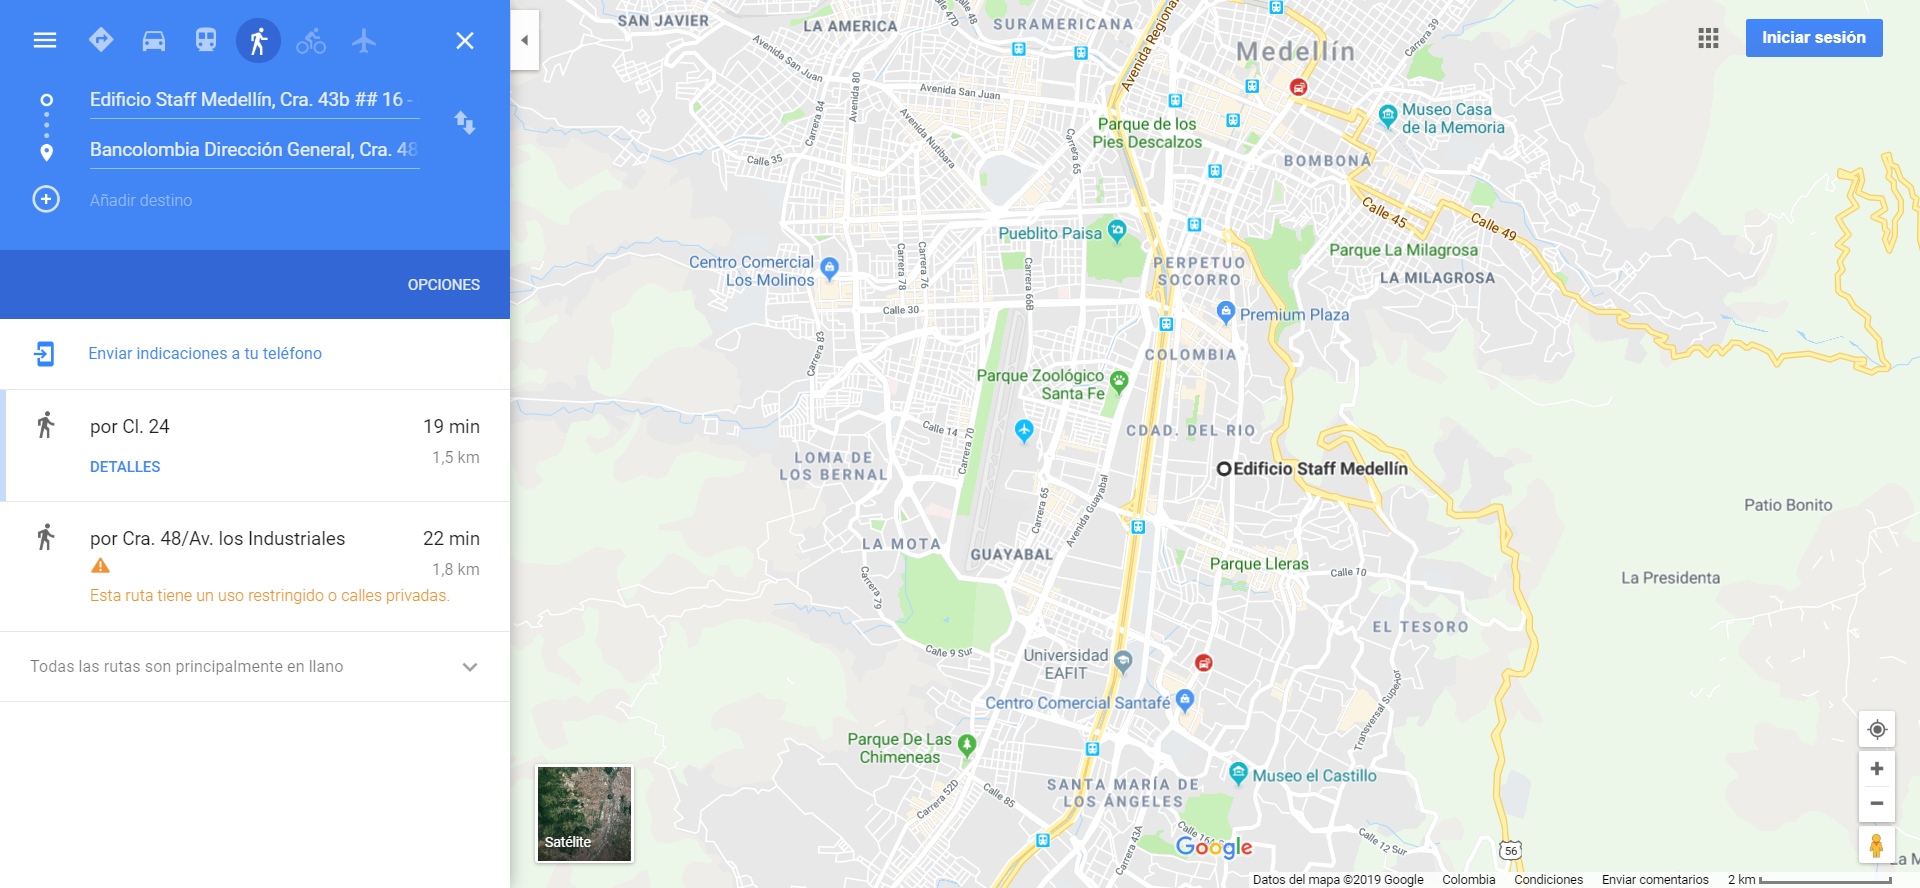 Edificio Staff Medellín, Cra. 43b ## 16 -
Bancolombia Dirección General, Cra. 48
Añadir destino
OPCIONES
Enviar indicaciones a tu teléfono
por Cl. 24
19 min
1,5 km
DETALLES
por Cra. 48/Av. los Industriales
22 min
1,8 km
Esta ruta tiene un uso restringido o calles privadas.
Todas las rutas son principalmente en llano
Satélite
Iniciar sesión
SAN JAVIER
LA AMERICA
SURAMERICANA
Calle 48
Calle 47D
Avenida Regional
Medellín
Carrera 39
Avenida San Juan
Avenida 80
Avenida San Juan
Carrera 84
Avenida Nutibara
Carrera 65
Calle 35
Parque de los
Pies Descalzos
Museo Casa
de la Memoria
BOMBONÁ
Calle 45
Calle 49
Pueblito Paisa
Parque La Milagrosa
LA MILAGROSA
PERPETUO
SOCORRO
Centro Comercial
Los Molinos
Carrera 78
Carrera 76
Carrera 66B
Calle 30
Premium Plaza
Carrera 83
COLOMBIA
Parque Zoológico
Santa Fe
Calle 14
Carrera 70
CDAD. DEL RIO
LOMA DE
LOS BERNAL
Edificio Staff Medellín
Carrera 65
Avenida Guayabal
Patio Bonito
LA MOTA
GUAYABAL
Parque Lleras
Calle 10
La Presidenta
Carrera 79
EL TESORO
Calle 9 Sur
Universidad
EAFIT
Centro Comercial Santafé
Transversal Superior
Parque De Las
Chimeneas
Museo el Castillo
SANTA MARÍA DE
LOS ÁNGELES
Carrera 52D
Calle 85
Carrera 43A
Calle 16A
Calle 12 Sur
56
Google
La M
Datos del mapa ©2019 Google
Colombia
Condiciones
Enviar comentarios
2 km